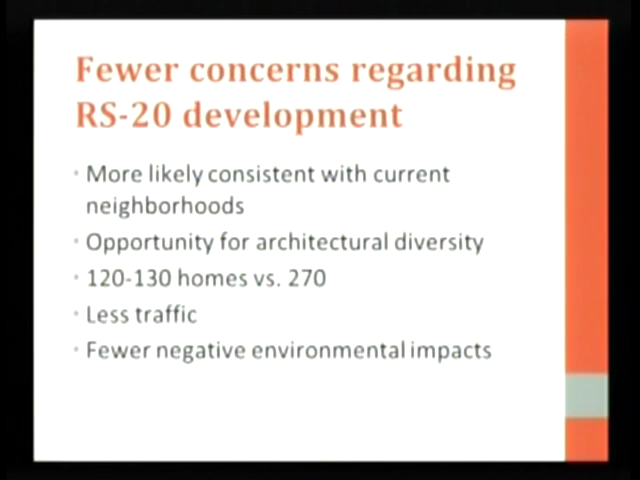 Fewer concerns regarding
RS-20 development
• More likely consistent with current
neighborhoods
• Opportunity for architectural diversity
• 120-130 homes vs. 270
• Less traffic
• Fewer negative environmental impacts